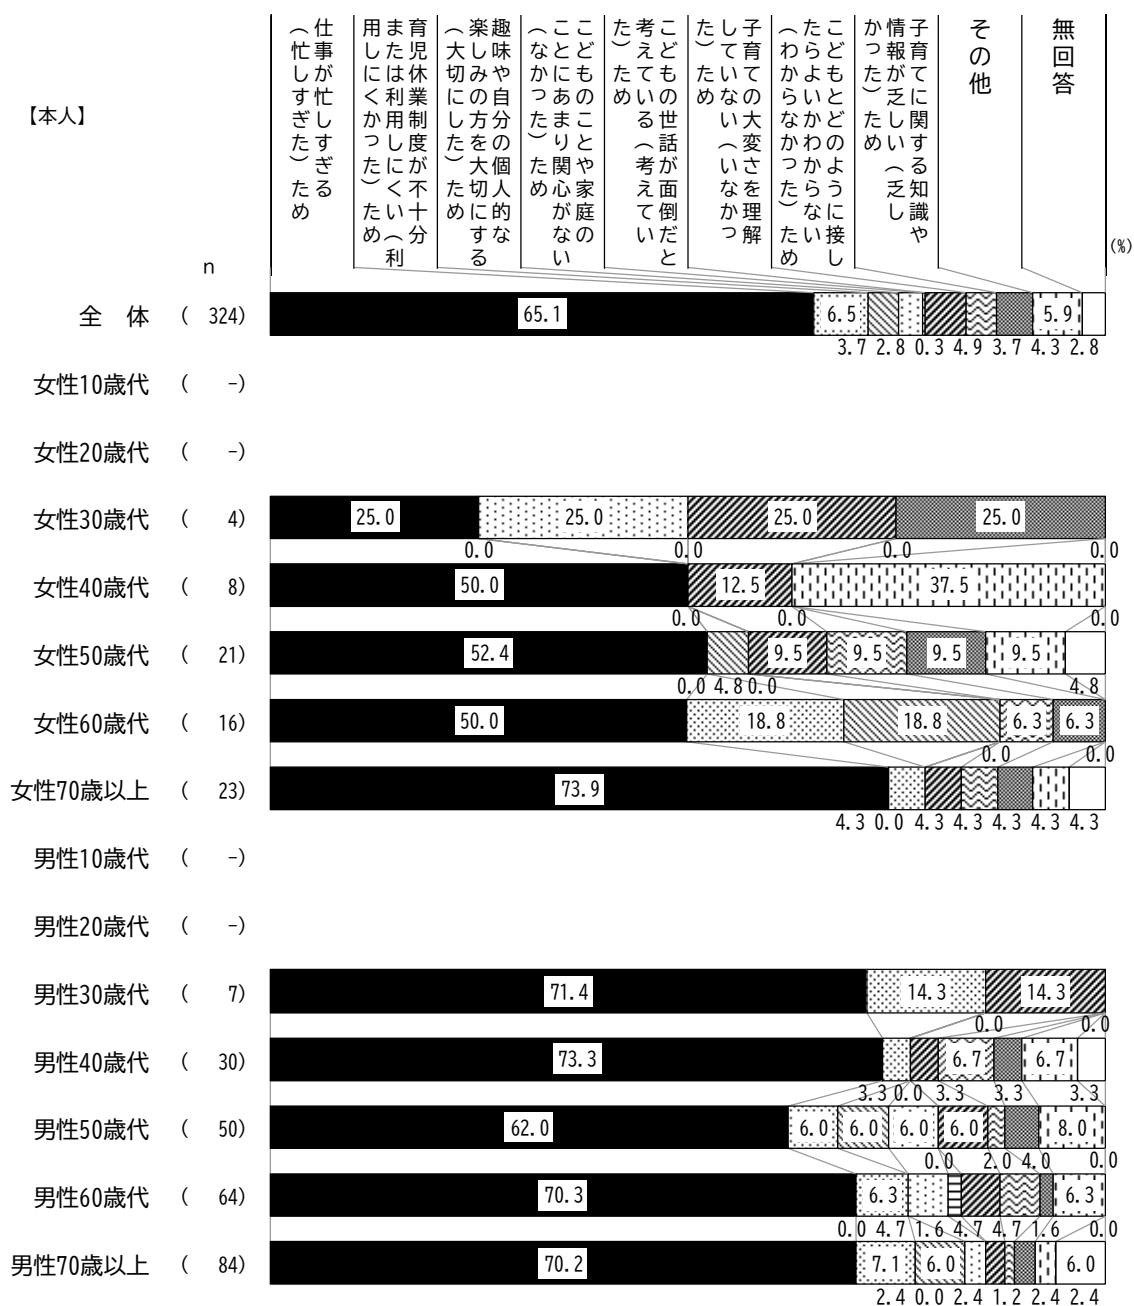 仕事が忙しすぎる
（忙しすぎた）ため
育児休業制度が不十分
または利用しにくい（利
用しにくかった）ため
趣味や自分の個人的な
楽しみの方を大切にする
（大切にした）ため
こどものことや家庭の
ことにあまり関心がない
（なかった）ため
こどもの世話が面倒だと
考えている（考えてい
た）ため
子育ての大変さを理解
していない（いなかっ
た）ため
こどもとどのように接し
たらよいかわからない
（わからなかった）ため
子育てに関する知識や
情報が乏しい（乏し
かった）ため
その他
無回答
【本人】
(%)
n
全　体 ( 324) 65.1 6.5 5.9
3.7 2.8 0.3 4.9 3.7 4.3 2.8
女性10歳代 ( -)
女性20歳代 ( -)
女性30歳代 ( 4) 25.0 25.0 25.0 25.0
0.0 0.0 0.0 0.0
女性40歳代 ( 8) 50.0 12.5 37.5
0.0 0.0 0.0
女性50歳代 ( 21) 52.4 9.5 9.5 9.5 9.5
0.0 4.8 0.0 4.8
女性60歳代 ( 16) 50.0 18.8 18.8 6.3 6.3
0.0 0.0
女性70歳以上 ( 23) 73.9
4.3 0.0 4.3 4.3 4.3 4.3 4.3
男性10歳代 ( -)
男性20歳代 ( -)
男性30歳代 ( 7) 71.4 14.3 14.3
0.0 0.0
男性40歳代 ( 30) 73.3 6.7 6.7
3.3 0.0 3.3 3.3 3.3
男性50歳代 ( 50) 62.0 6.0 6.0 6.0 6.0 8.0
0.0 2.0 4.0 0.0
男性60歳代 ( 64) 70.3 6.3 6.3
0.0 4.7 1.6 4.7 4.7 1.6 0.0
男性70歳以上 ( 84) 70.2 7.1 6.0 6.0
2.4 0.0 2.4 1.2 2.4 2.4